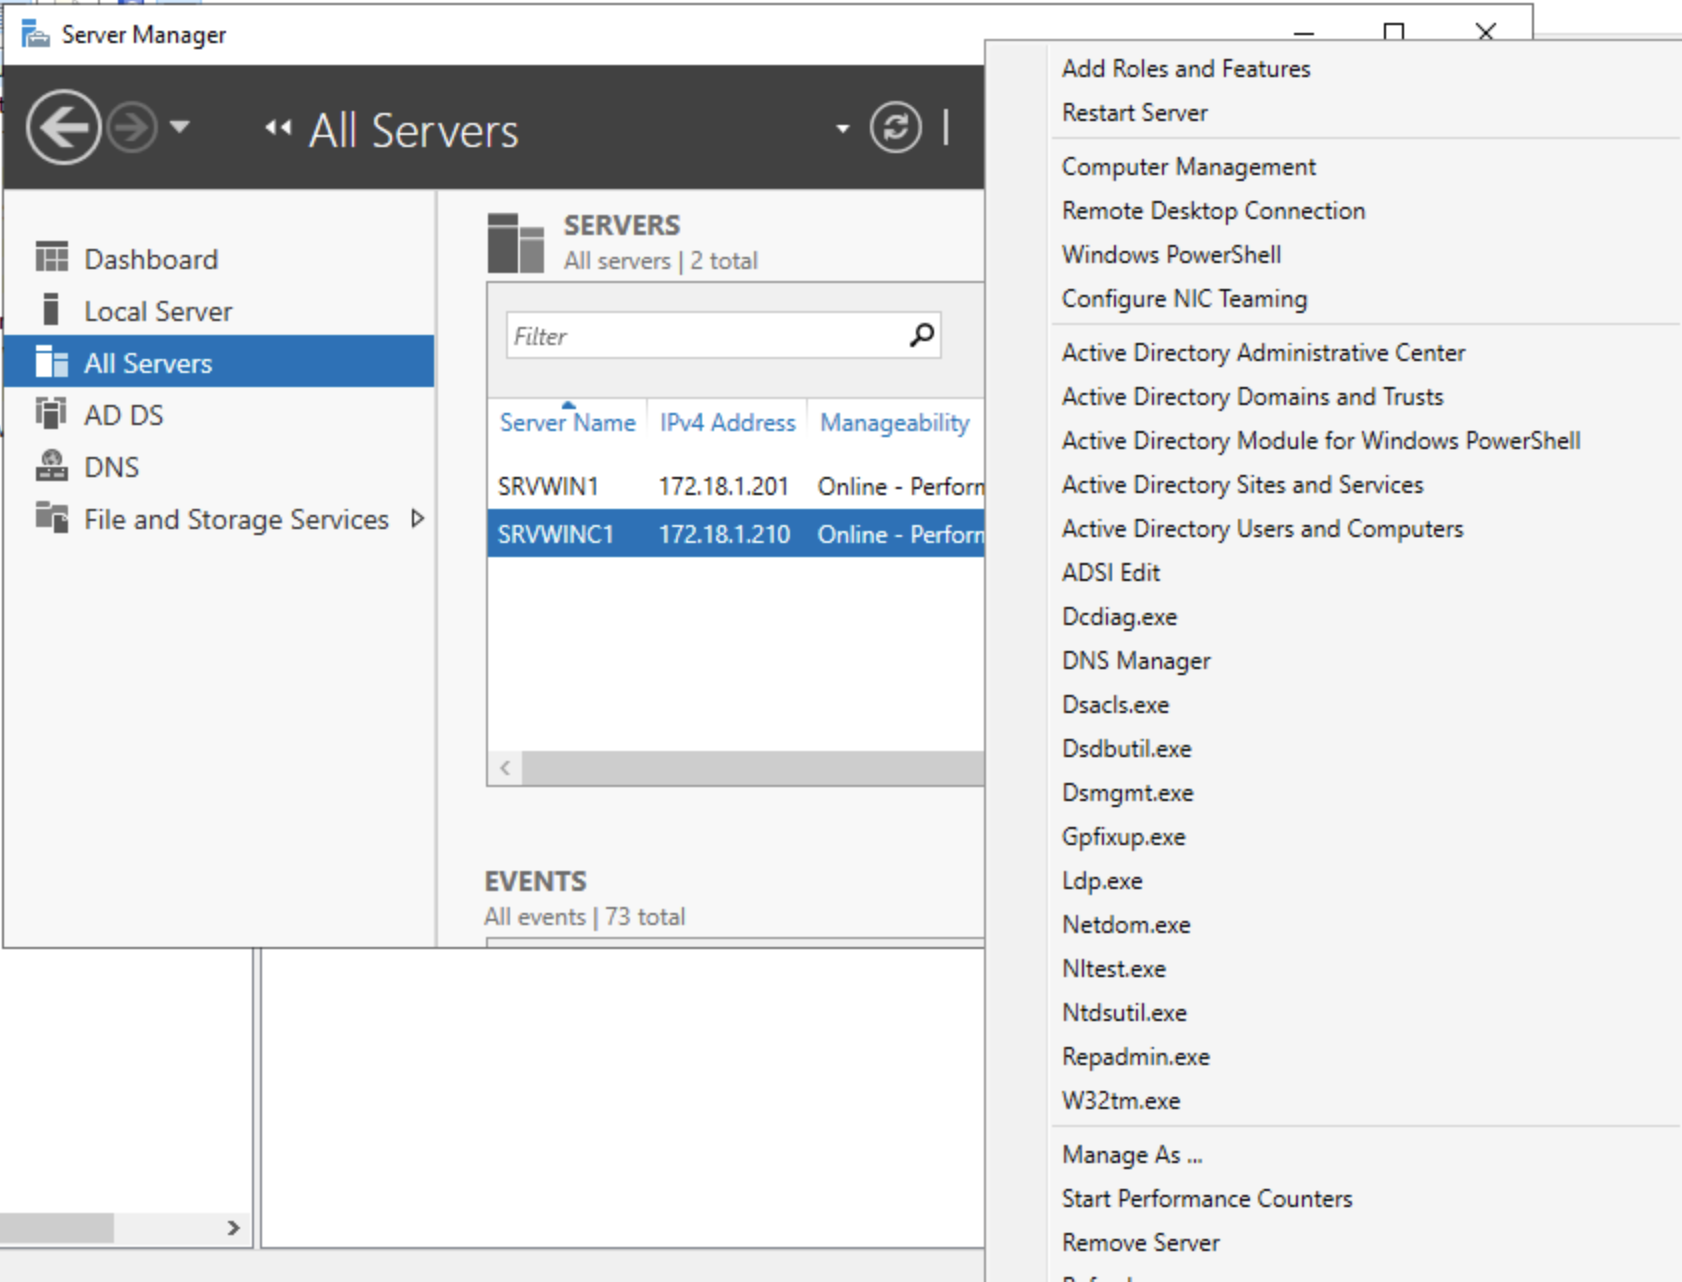 Server Manager
All Servers
Dashboard
Local Server
All Servers
AD DS
DNS
File and Storage Services
SERVERS
All servers | 2 total
Filter
Server Name IPv4 Address Manageability
SRVWIN1 172.18.1.201 Online - Perforn
SRVWINC1 172.18.1.210 Online - Perforn
EVENTS
All events | 73 total
Add Roles and Features
Restart Server
Computer Management
Remote Desktop Connection
Windows PowerShell
Configure NIC Teaming
Active Directory Administrative Center
Active Directory Domains and Trusts
Active Directory Module for Windows PowerShell
Active Directory Sites and Services
Active Directory Users and Computers
ADSI Edit
Dcdiag.exe
DNS Manager
Dsacls.exe
Dsdbutil.exe
Dsmgmt.exe
Gpfixup.exe
Ldp.exe
Netdom.exe
Nltest.exe
Ntdsutil.exe
Repadmin.exe
W32tm.exe
Manage As ...
Start Performance Counters
Remove Server